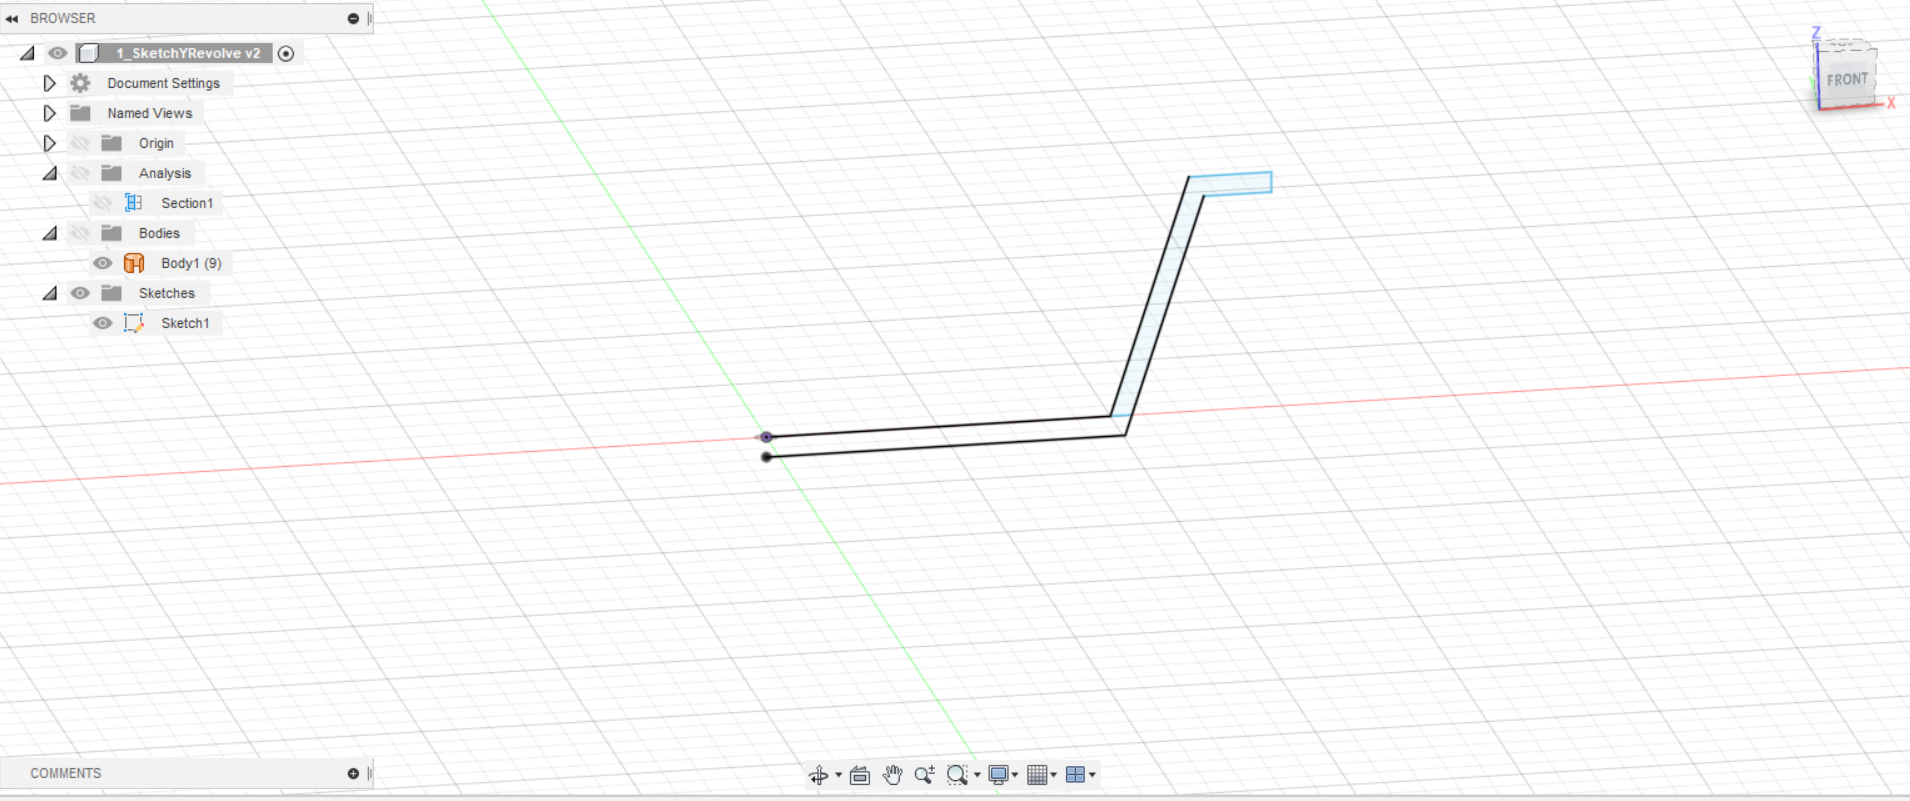 BROWSER
1_SketchYRevolve v2
Document Settings
Named Views
Origin
Analysis
Section1
Bodies
Body1 (9)
Sketches
Sketch1
Z
FRONT
X
COMMENTS